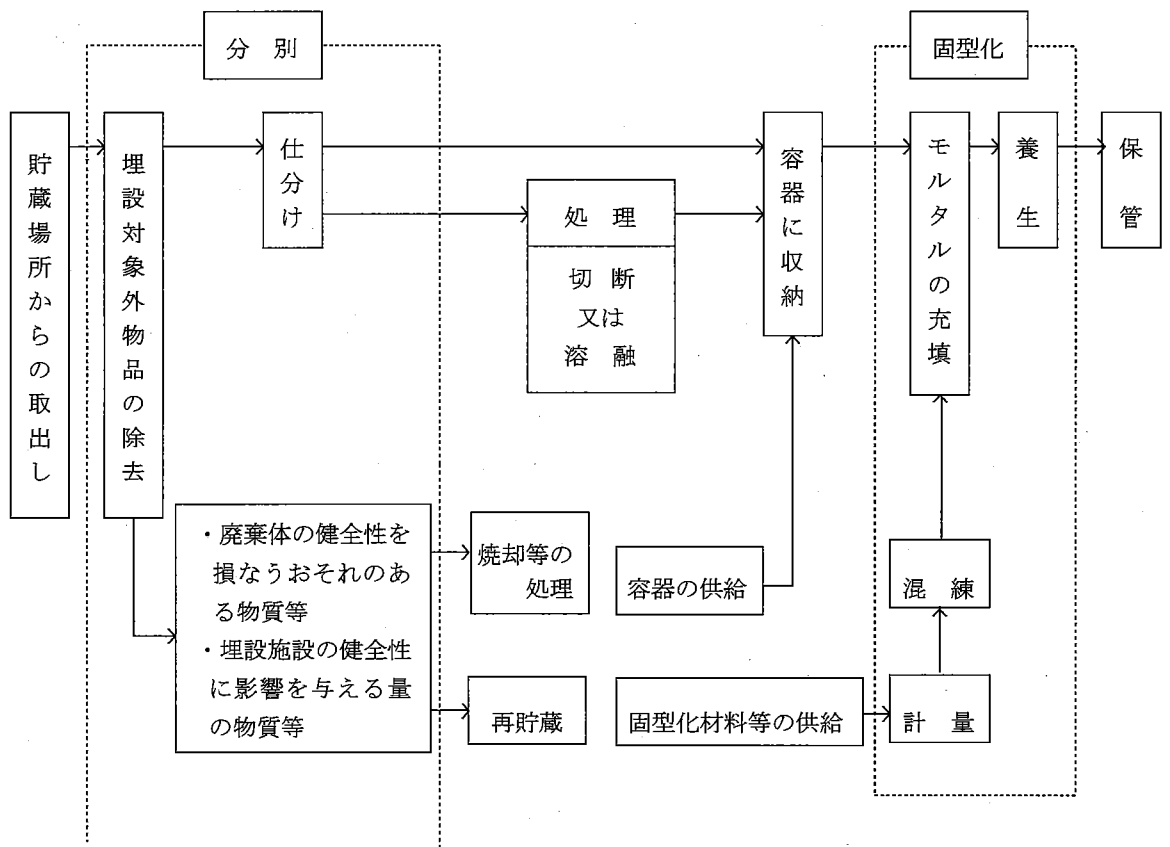 分別
固型化
貯蔵場所からの取出し
埋設対象外物品の除去
仕分け
処理
切断
又は
溶融
容器に収納
モルタルの充填
養生
保管
・廃棄体の健全性を
損なうおそれのあ
る物質等
・埋設施設の健全性
に影響を与える量
の物質等
焼却等の
処理
再貯蔵
容器の供給
固型化材料等の供給
混練
計量